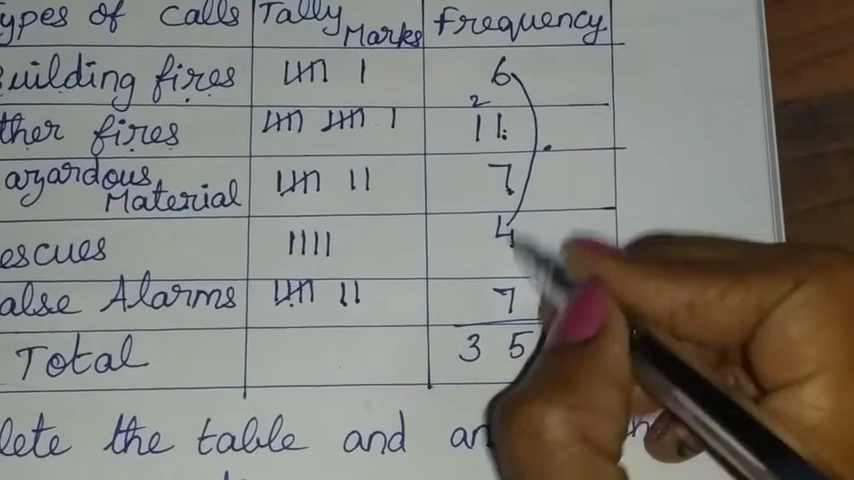 ypes of calls Tally Marks frequency
uilding fires 6
2
ther fires 11
azardous Material 7
escues 4
alse Alarms 7
Total 35
lete the table and an